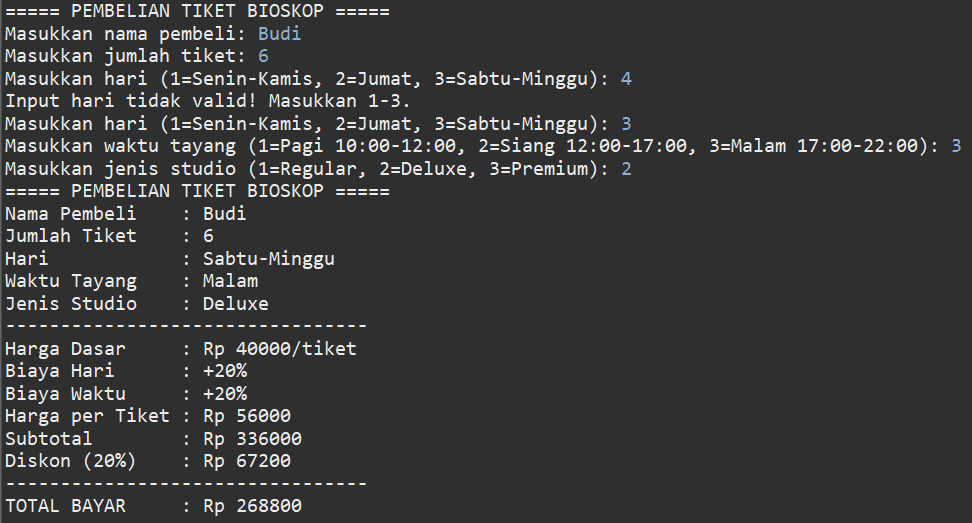 ===== PEMBELIAN TIKET BIOSKOP =====
Masukkan nama pembeli: Budi
Masukkan jumlah tiket: 6
Masukkan hari (1=Senin-Kamis, 2=Jumat, 3=Sabtu-Minggu): 4
Input hari tidak valid! Masukkan 1-3.
Masukkan hari (1=Senin-Kamis, 2=Jumat, 3=Sabtu-Minggu): 3
Masukkan waktu tayang (1=Pagi 10:00-12:00, 2=Siang 12:00-17:00, 3=Malam 17:00-22:00): 3
Masukkan jenis studio (1=Regular, 2=Deluxe, 3=Premium): 2
===== PEMBELIAN TIKET BIOSKOP =====
Nama Pembeli    : Budi
Jumlah Tiket    : 6
Hari            : Sabtu-Minggu
Waktu Tayang    : Malam
Jenis Studio    : Deluxe
---------------------------------
Harga Dasar     : Rp 40000/tiket
Biaya Hari      : +20%
Biaya Waktu     : +20%
Harga per Tiket : Rp 56000
Subtotal        : Rp 336000
Diskon (20%)    : Rp 67200
---------------------------------
TOTAL BAYAR     : Rp 268800